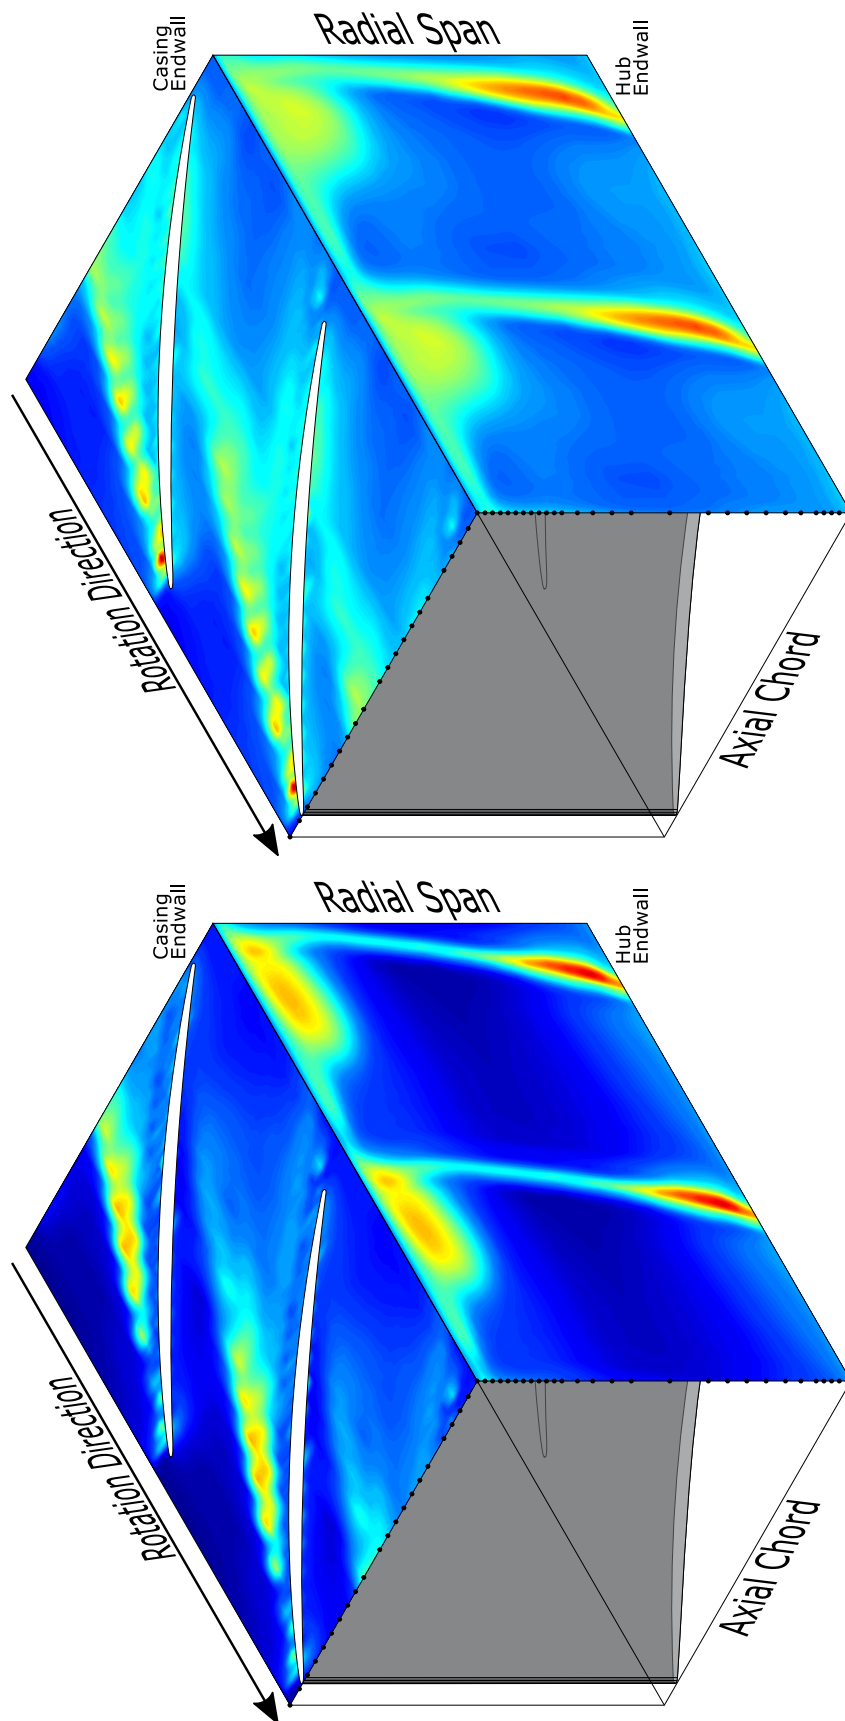 Radial Span
Casing
Endwall
Hub
Endwall
Rotation Direction
Axial Chord
Radial Span
Casing
Endwall
Hub
Endwall
Rotation Direction
Axial Chord